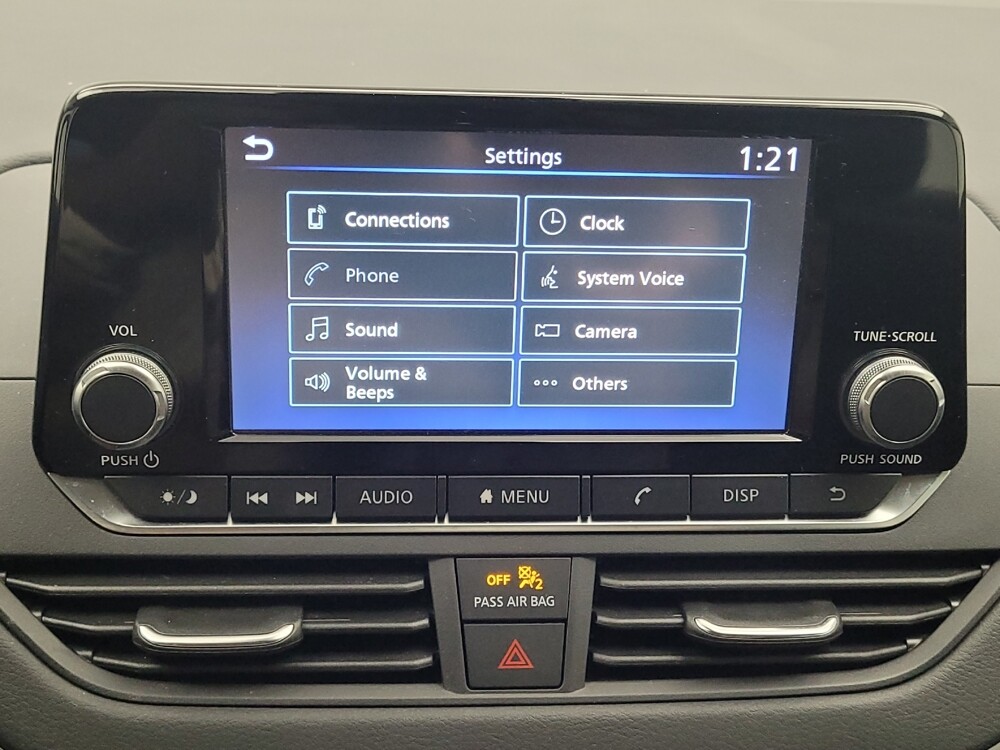 Settings
1:21
Connections
Clock
Phone
System Voice
Sound
Camera
Volume &
Beeps
Others
VOL
TUNE·SCROLL
PUSH
PUSH SOUND
AUDIO
MENU
DISP
OFF
2
PASS AIR BAG